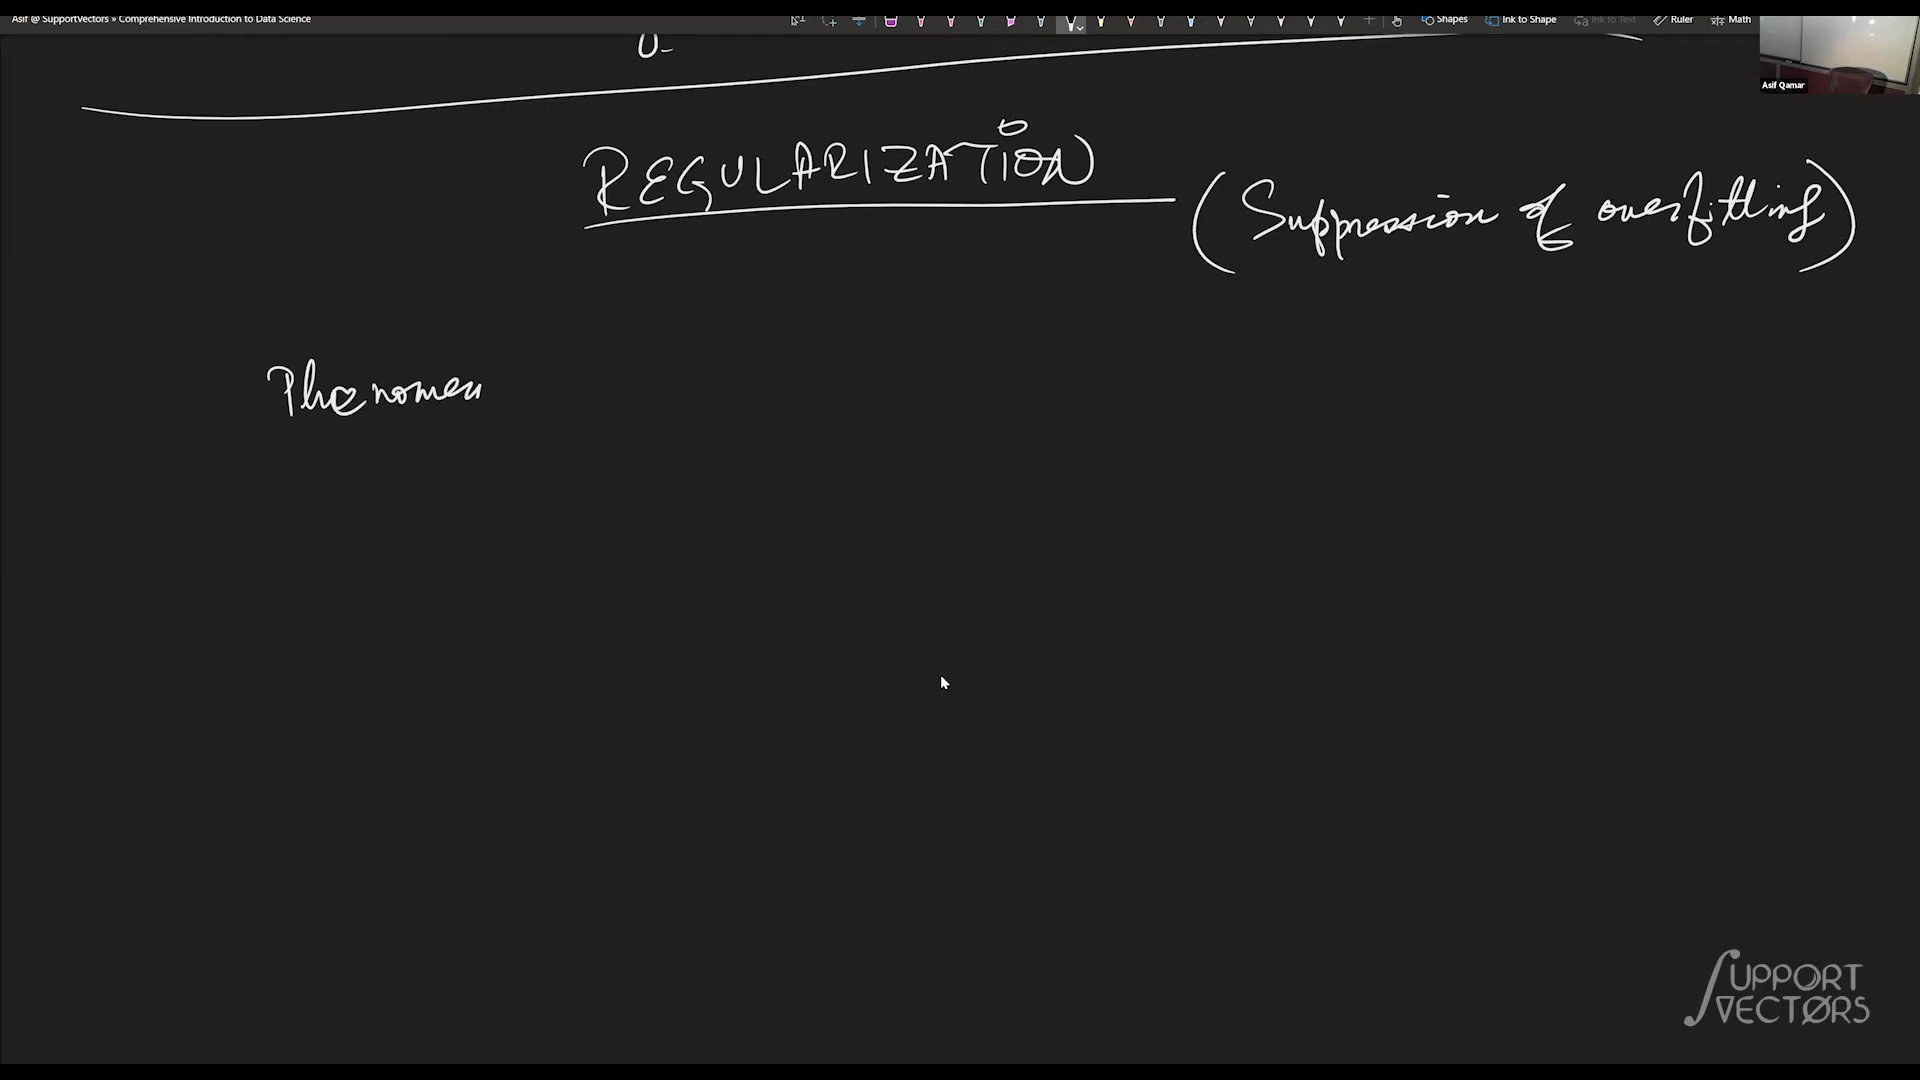 Asif @ SupportVectors » Comprehensive Introduction to Data Science
Shapes Ink to Shape Ink to Text Ruler Math
Asif Qamar
REGULARIZATION
(Suppression of overfitting)
Phenomen
SUPPORT
VECTORS